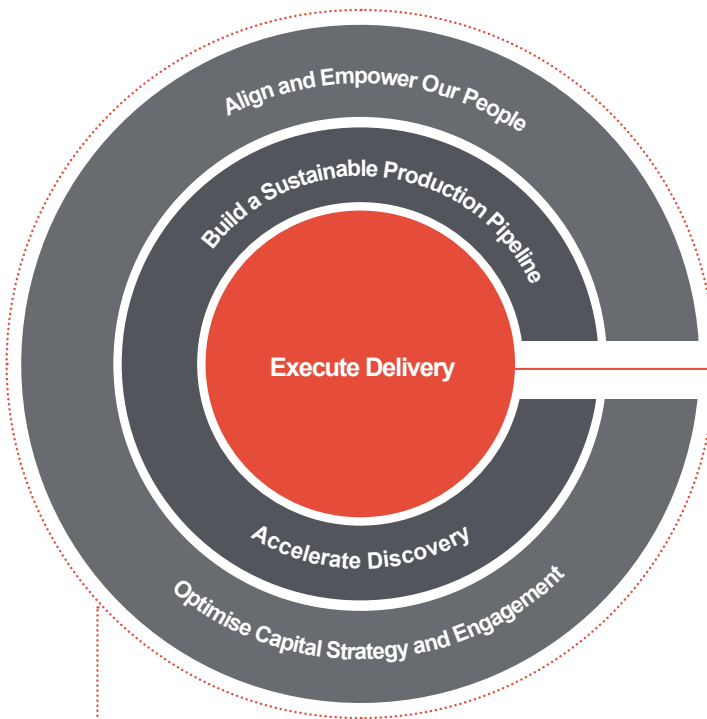 Align and Empower Our People
Build a Sustainable Production Pipeline
Execute Delivery
Accelerate Discovery
Optimise Capital Strategy and Engagement